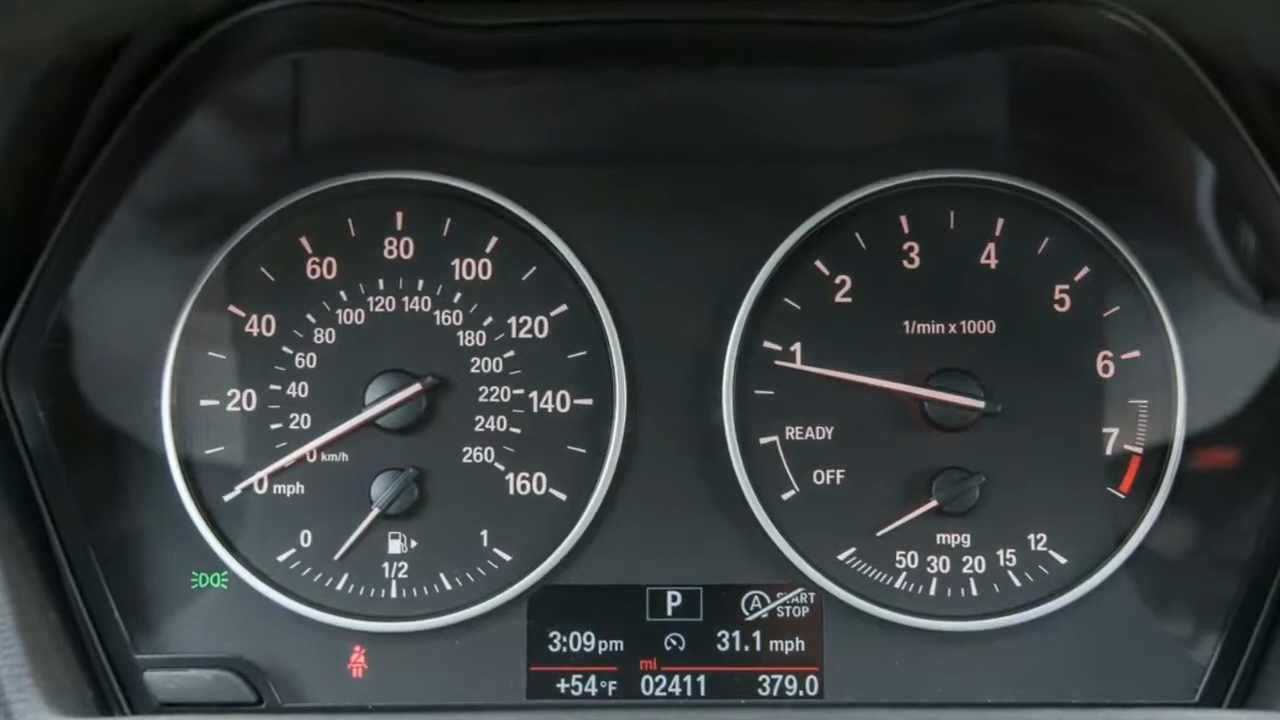 80
60 100
120 140
100 160
40 80 180 120
60 200
20 40 220 140
20 240
0 km/h 260
0 mph 160
0 1
1/2
3 4
2 5
1/min x 1000
1 6
READY 7
OFF
mpg
50 30 20 15 12
P A START
STOP
3:09pm 31.1 mph
mi
+54°F 02411 379.0